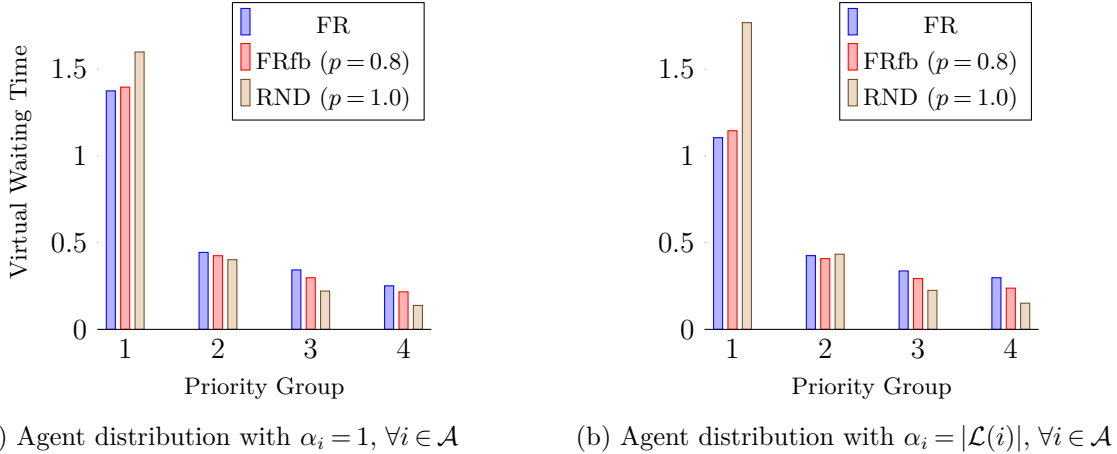 FR
FRfb (p = 0.8)
RND (p = 1.0)
Virtual Waiting Time
1.5
1
0.5
0
1 2 3 4
Priority Group
) Agent distribution with αᵢ = 1, ∀i ∈ 𝒜
FR
FRfb (p = 0.8)
RND (p = 1.0)
1.5
1
0.5
0
1 2 3 4
Priority Group
(b) Agent distribution with αᵢ = |ℒ(i)|, ∀i ∈ 𝒜